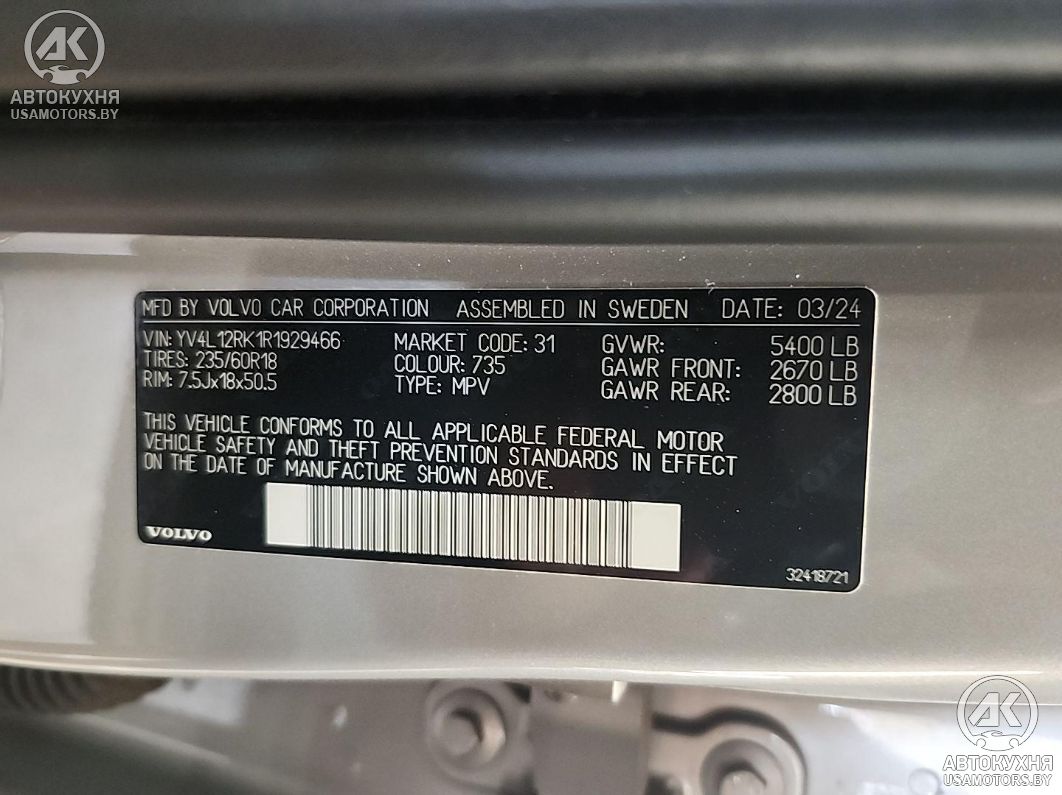 AK
АВТОКУХНЯ
USAMOTORS.BY
MFD BY VOLVO CAR CORPORATION ASSEMBLED IN SWEDEN DATE: 03/24
VIN: YV4L12RK1R1929466 MARKET CODE: 31 GVWR: 5400 LB
TIRES: 235/60R18 COLOUR: 735 GAWR FRONT: 2670 LB
RIM: 7.5Jx18x50.5 TYPE: MPV GAWR REAR: 2800 LB
THIS VEHICLE CONFORMS TO ALL APPLICABLE FEDERAL MOTOR
VEHICLE SAFETY AND THEFT PREVENTION STANDARDS IN EFFECT
ON THE DATE OF MANUFACTURE SHOWN ABOVE.
VOLVO
32418721
AK
АВТОКУХНЯ
USAMOTORS.BY